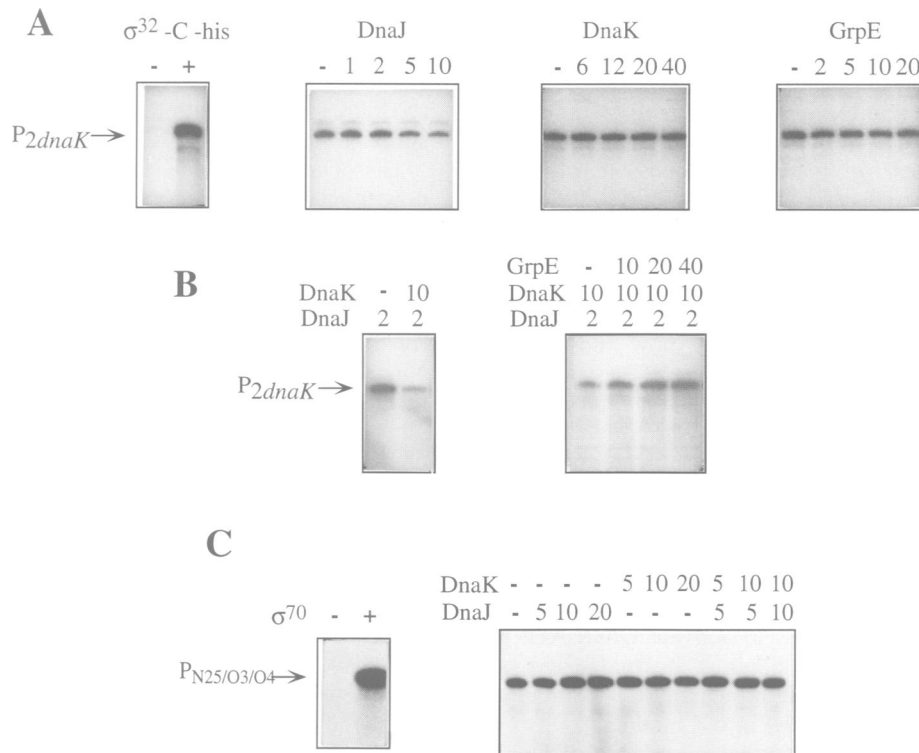 A
σ32 -C -his
- +
P2dnaK
DnaJ
- 1 2 5 10
DnaK
- 6 12 20 40
GrpE
- 2 5 10 20
B
DnaK - 10
DnaJ 2 2
P2dnaK
GrpE - 10 20 40
DnaK 10 10 10 10
DnaJ 2 2 2 2
C
σ70 - +
PN25/O3/O4
DnaK - - - - 5 10 20 5 10 10
DnaJ - 5 10 20 - - - 5 5 10